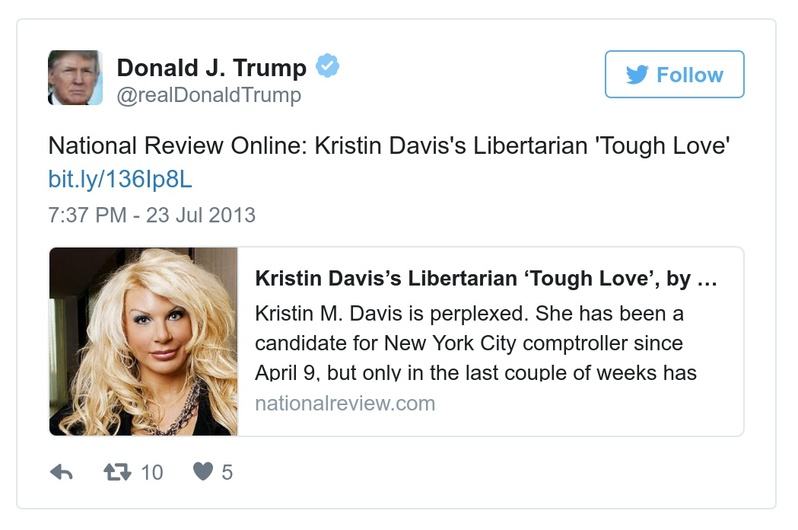 Donald J. Trump
@realDonaldTrump
Follow
National Review Online: Kristin Davis's Libertarian 'Tough Love'
bit.ly/136Ip8L
7:37 PM - 23 Jul 2013
Kristin Davis’s Libertarian ‘Tough Love’, by ...
Kristin M. Davis is perplexed. She has been a
candidate for New York City comptroller since
April 9, but only in the last couple of weeks has
nationalreview.com
10
5